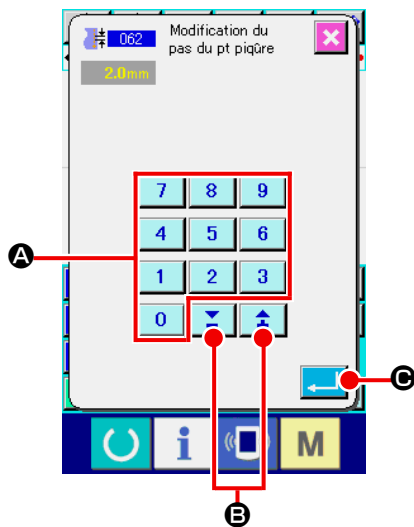 062
Modification du
pas du pt piqûre
2.0mm
7 8 9
4 5 6
1 2 3
0
A
B
C
i
M